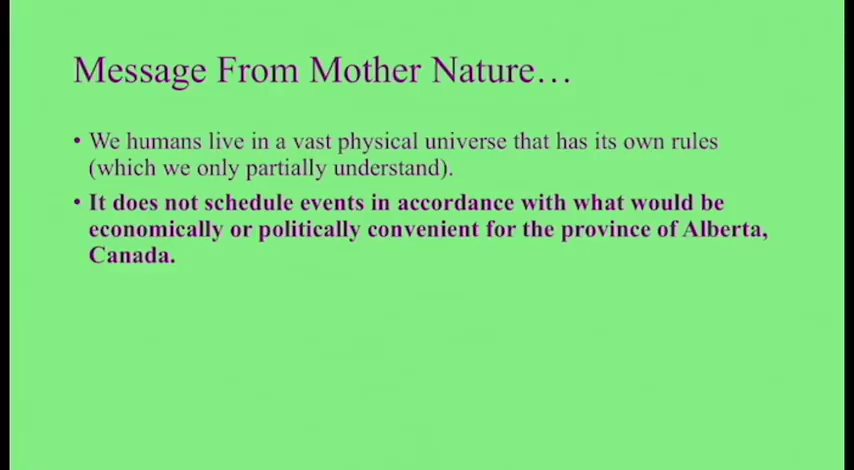 Message From Mother Nature…
• We humans live in a vast physical universe that has its own rules
(which we only partially understand).
• It does not schedule events in accordance with what would be
economically or politically convenient for the province of Alberta,
Canada.